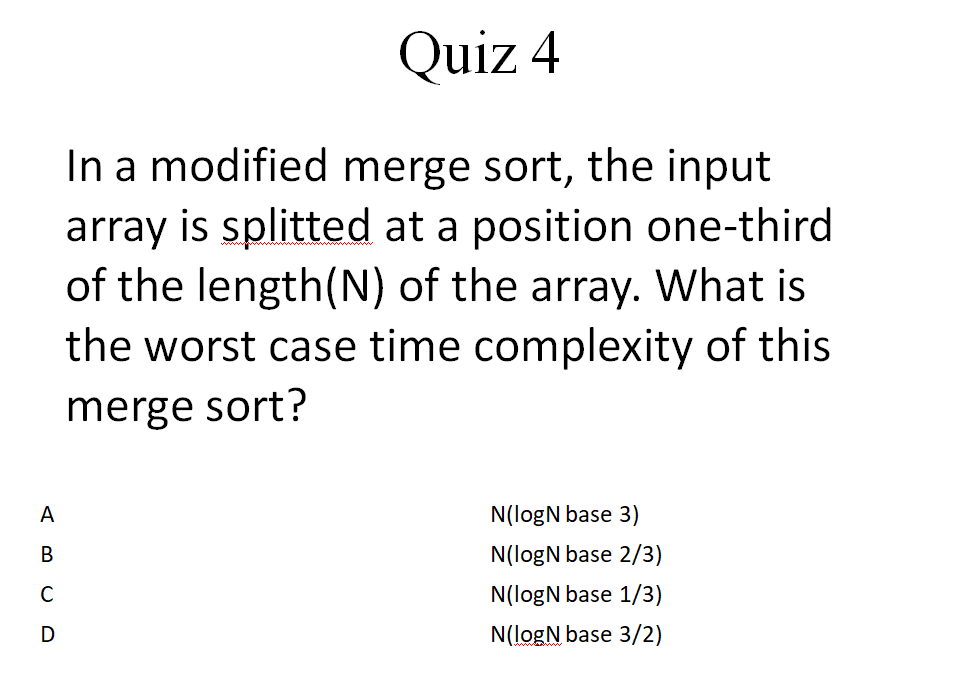 Quiz 4
In a modified merge sort, the input
array is splitted at a position one-third
of the length(N) of the array. What is
the worst case time complexity of this
merge sort?
A N(logN base 3)
B N(logN base 2/3)
C N(logN base 1/3)
D N(logN base 3/2)